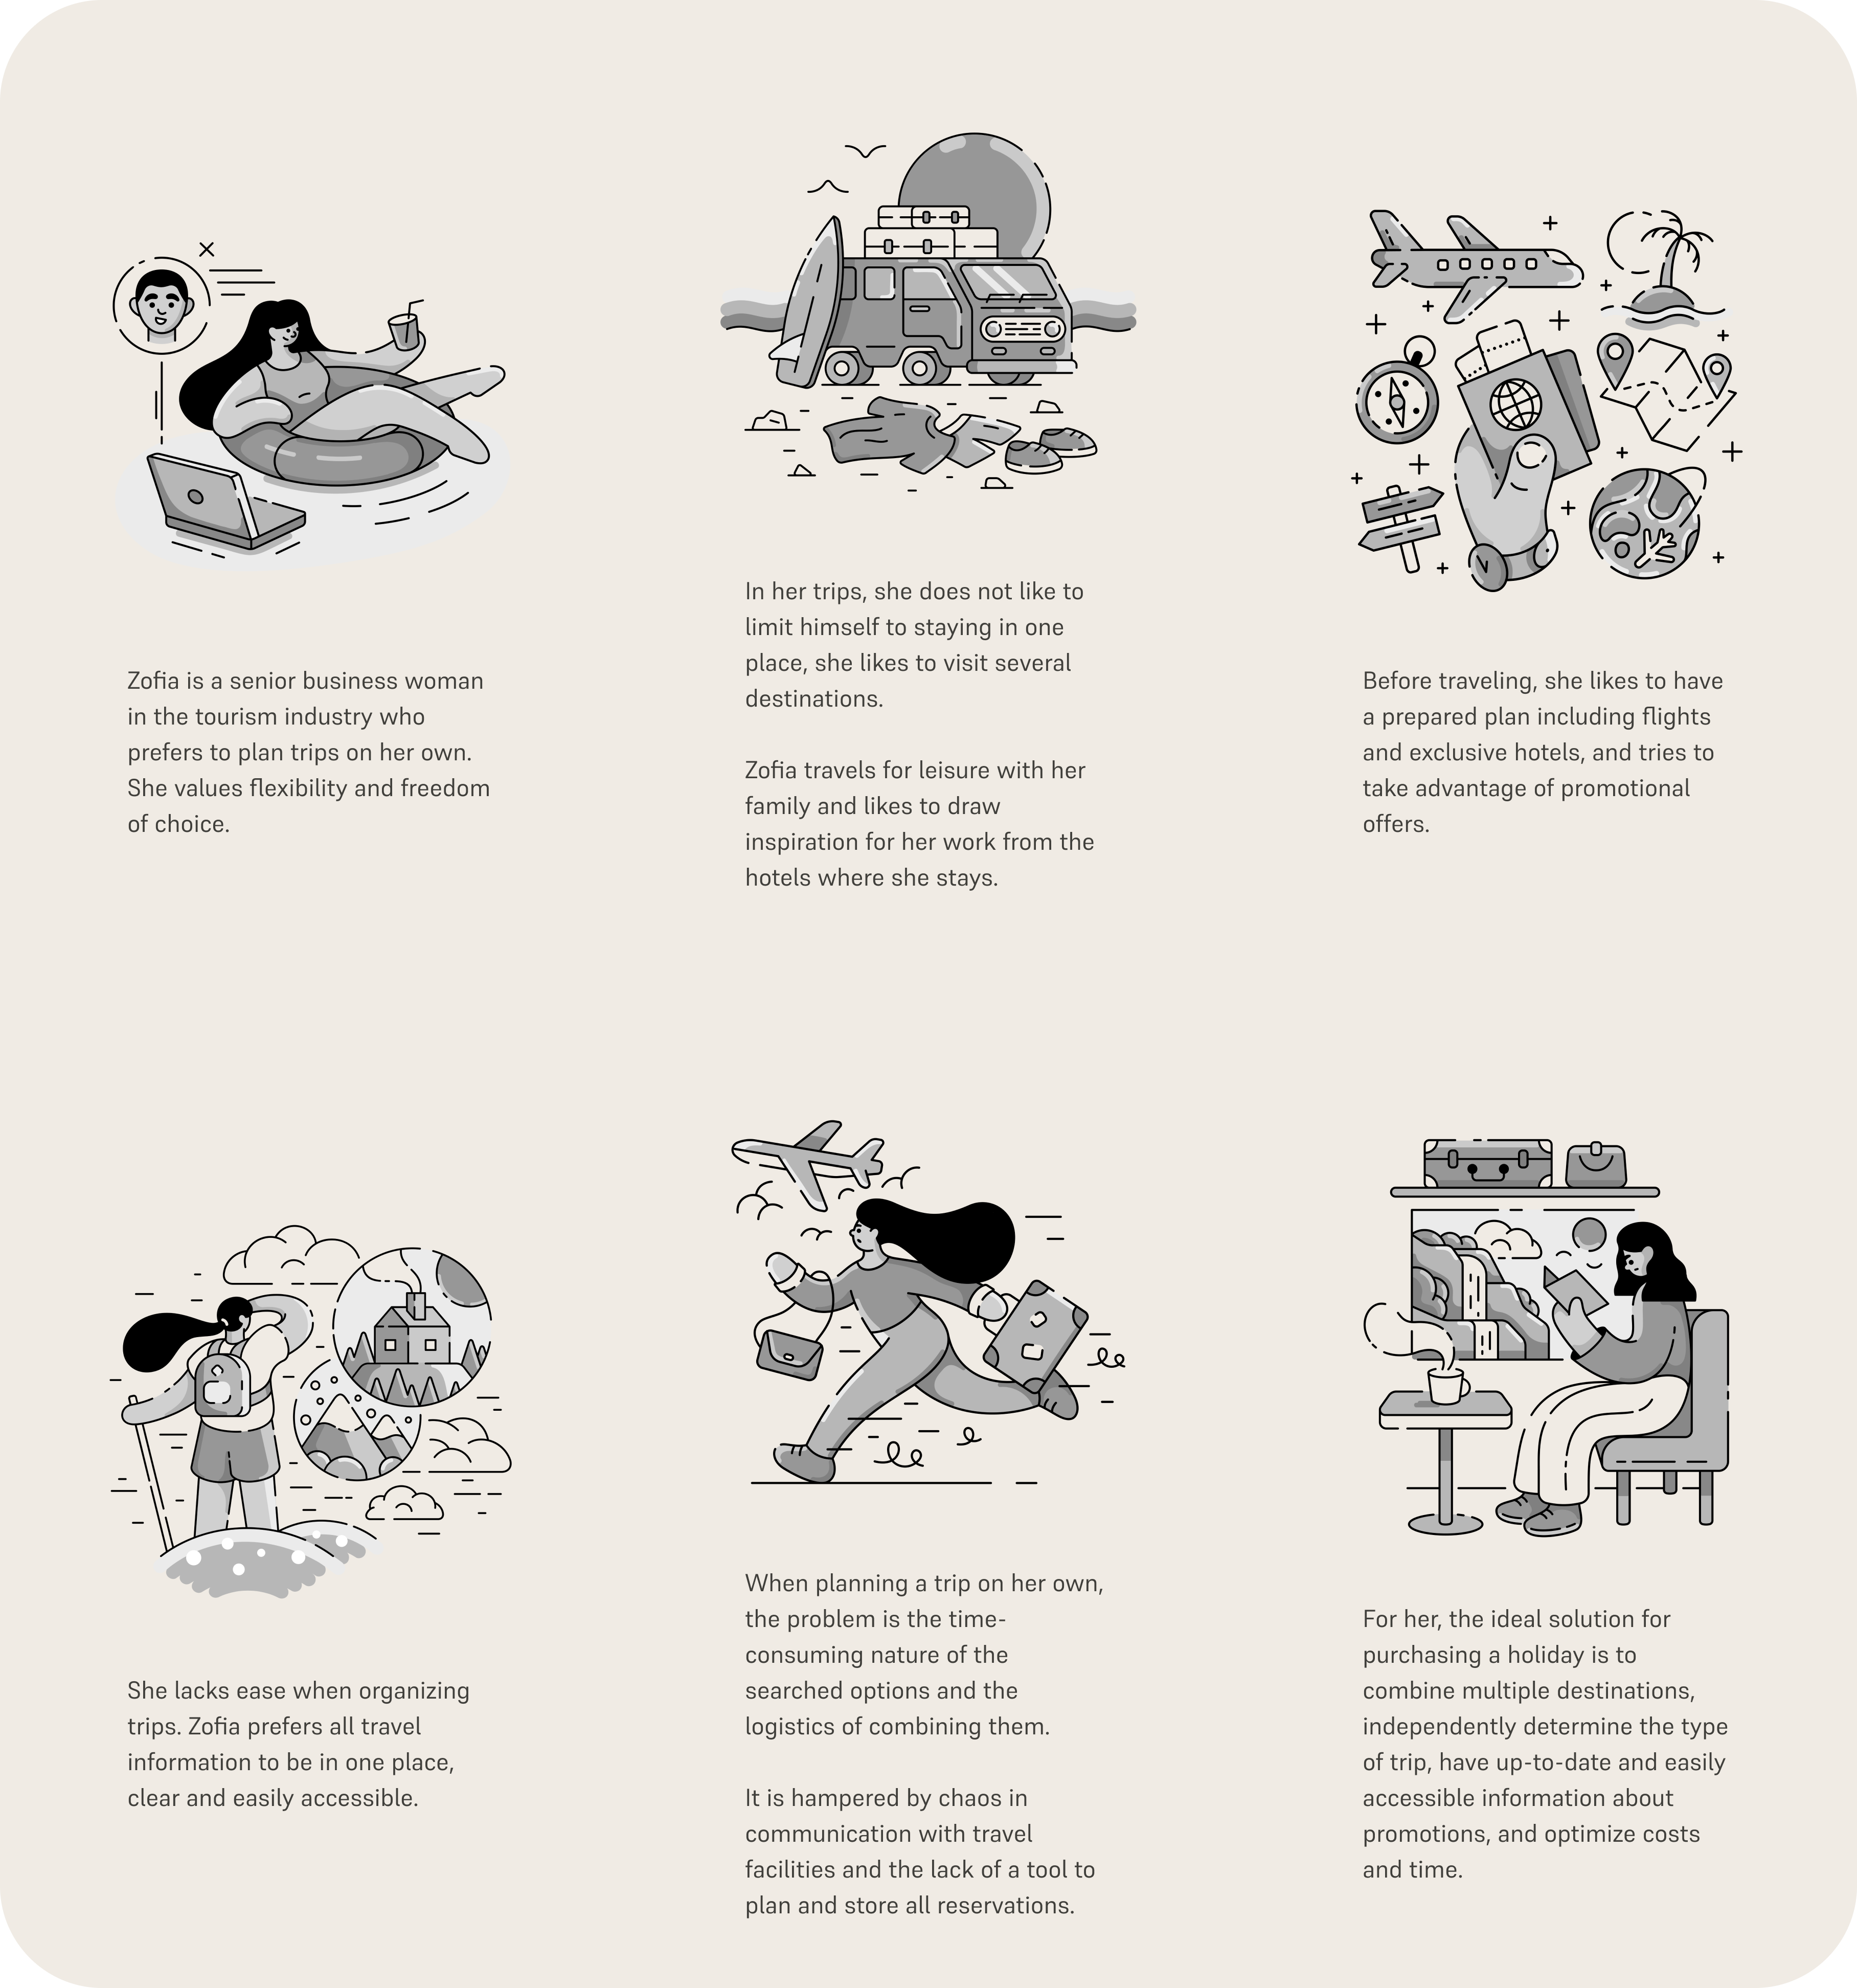 Zofia is a senior business woman
in the tourism industry who
prefers to plan trips on her own.
She values flexibility and freedom
of choice.
In her trips, she does not like to
limit himself to staying in one
place, she likes to visit several
destinations.
Zofia travels for leisure with her
family and likes to draw
inspiration for her work from the
hotels where she stays.
Before traveling, she likes to have
a prepared plan including flights
and exclusive hotels, and tries to
take advantage of promotional
offers.
She lacks ease when organizing
trips. Zofia prefers all travel
information to be in one place,
clear and easily accessible.
When planning a trip on her own,
the problem is the time-
consuming nature of the
searched options and the
logistics of combining them.
It is hampered by chaos in
communication with travel
facilities and the lack of a tool to
plan and store all reservations.
For her, the ideal solution for
purchasing a holiday is to
combine multiple destinations,
independently determine the type
of trip, have up-to-date and easily
accessible information about
promotions, and optimize costs
and time.